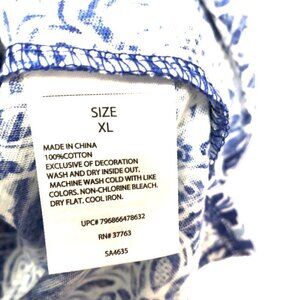 SIZE
XL
MADE IN CHINA
100%COTTON
EXCLUSIVE OF DECORATION
WASH AND DRY INSIDE OUT.
MACHINE WASH COLD WITH LIKE
COLORS. NON-CHLORINE BLEACH.
DRY FLAT. COOL IRON.
UPC# 796866478632
RN# 37763
SA4635